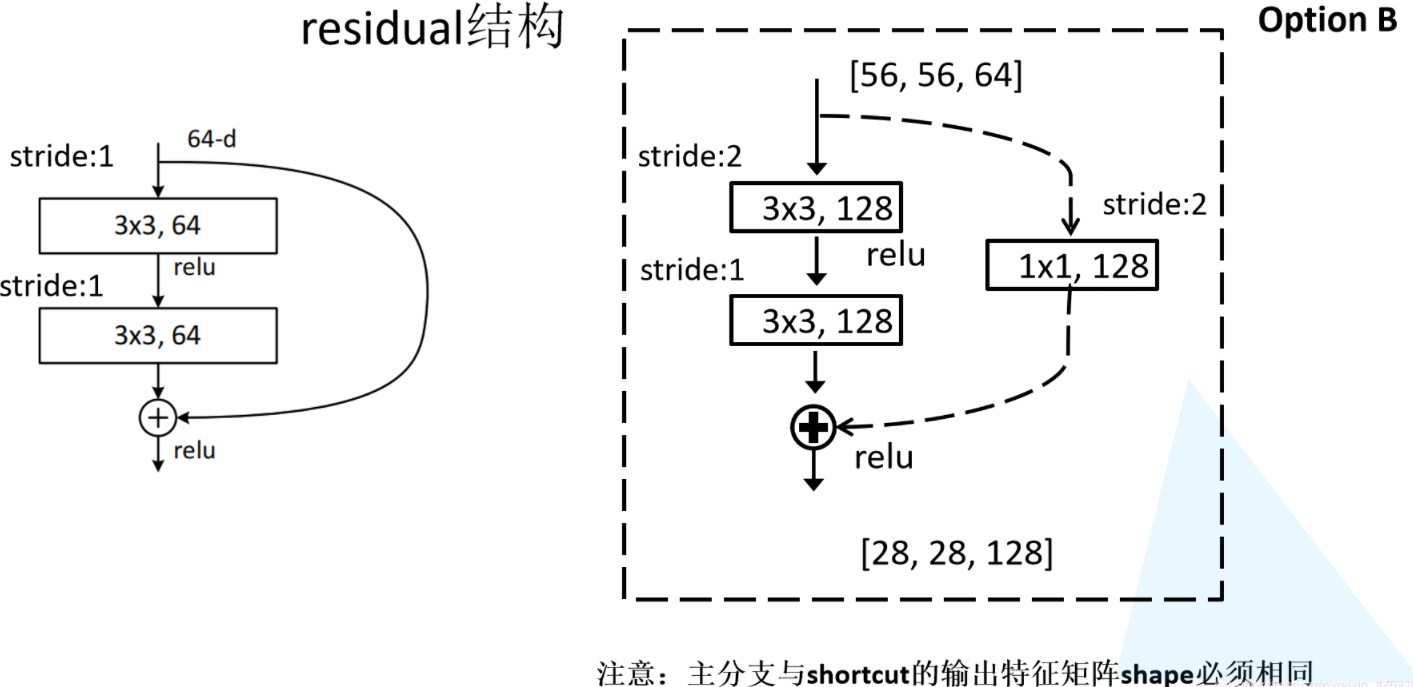 residual结构
Option B
64-d
stride:1
3x3, 64
relu
stride:1
3x3, 64
relu
[56, 56, 64]
stride:2
3x3, 128
stride:2
relu
1x1, 128
stride:1
3x3, 128
relu
[28, 28, 128]
注意：主分支与shortcut的输出特征矩阵shape必须相同